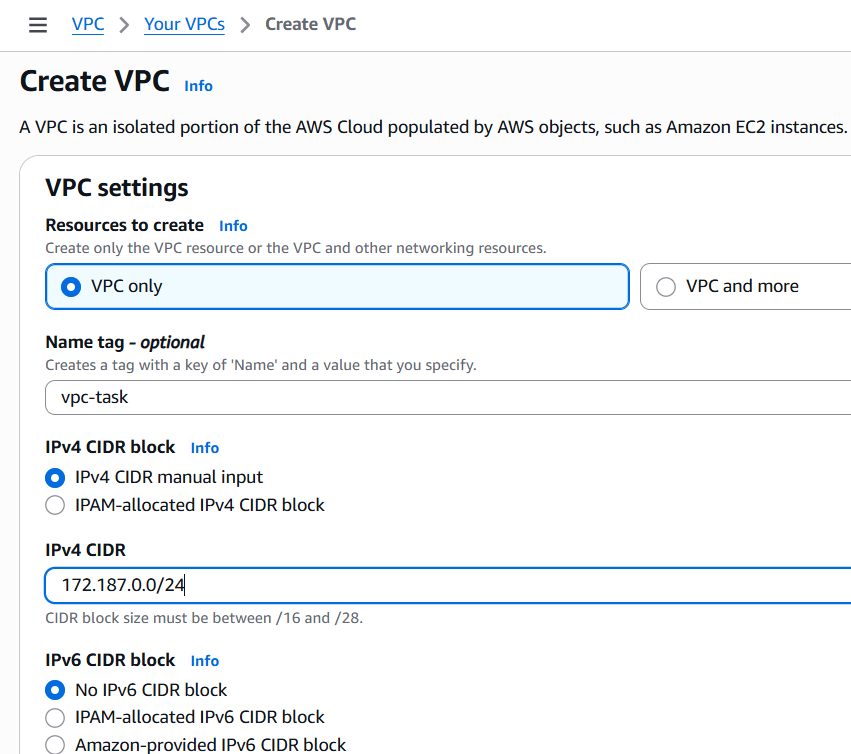 VPC > Your VPCs > Create VPC
Create VPC Info
A VPC is an isolated portion of the AWS Cloud populated by AWS objects, such as Amazon EC2 instances.
VPC settings
Resources to create Info
Create only the VPC resource or the VPC and other networking resources.
VPC only VPC and more
Name tag - optional
Creates a tag with a key of 'Name' and a value that you specify.
vpc-task
IPv4 CIDR block Info
IPv4 CIDR manual input
IPAM-allocated IPv4 CIDR block
IPv4 CIDR
172.187.0.0/24
CIDR block size must be between /16 and /28.
IPv6 CIDR block Info
No IPv6 CIDR block
IPAM-allocated IPv6 CIDR block
Amazon-provided IPv6 CIDR block